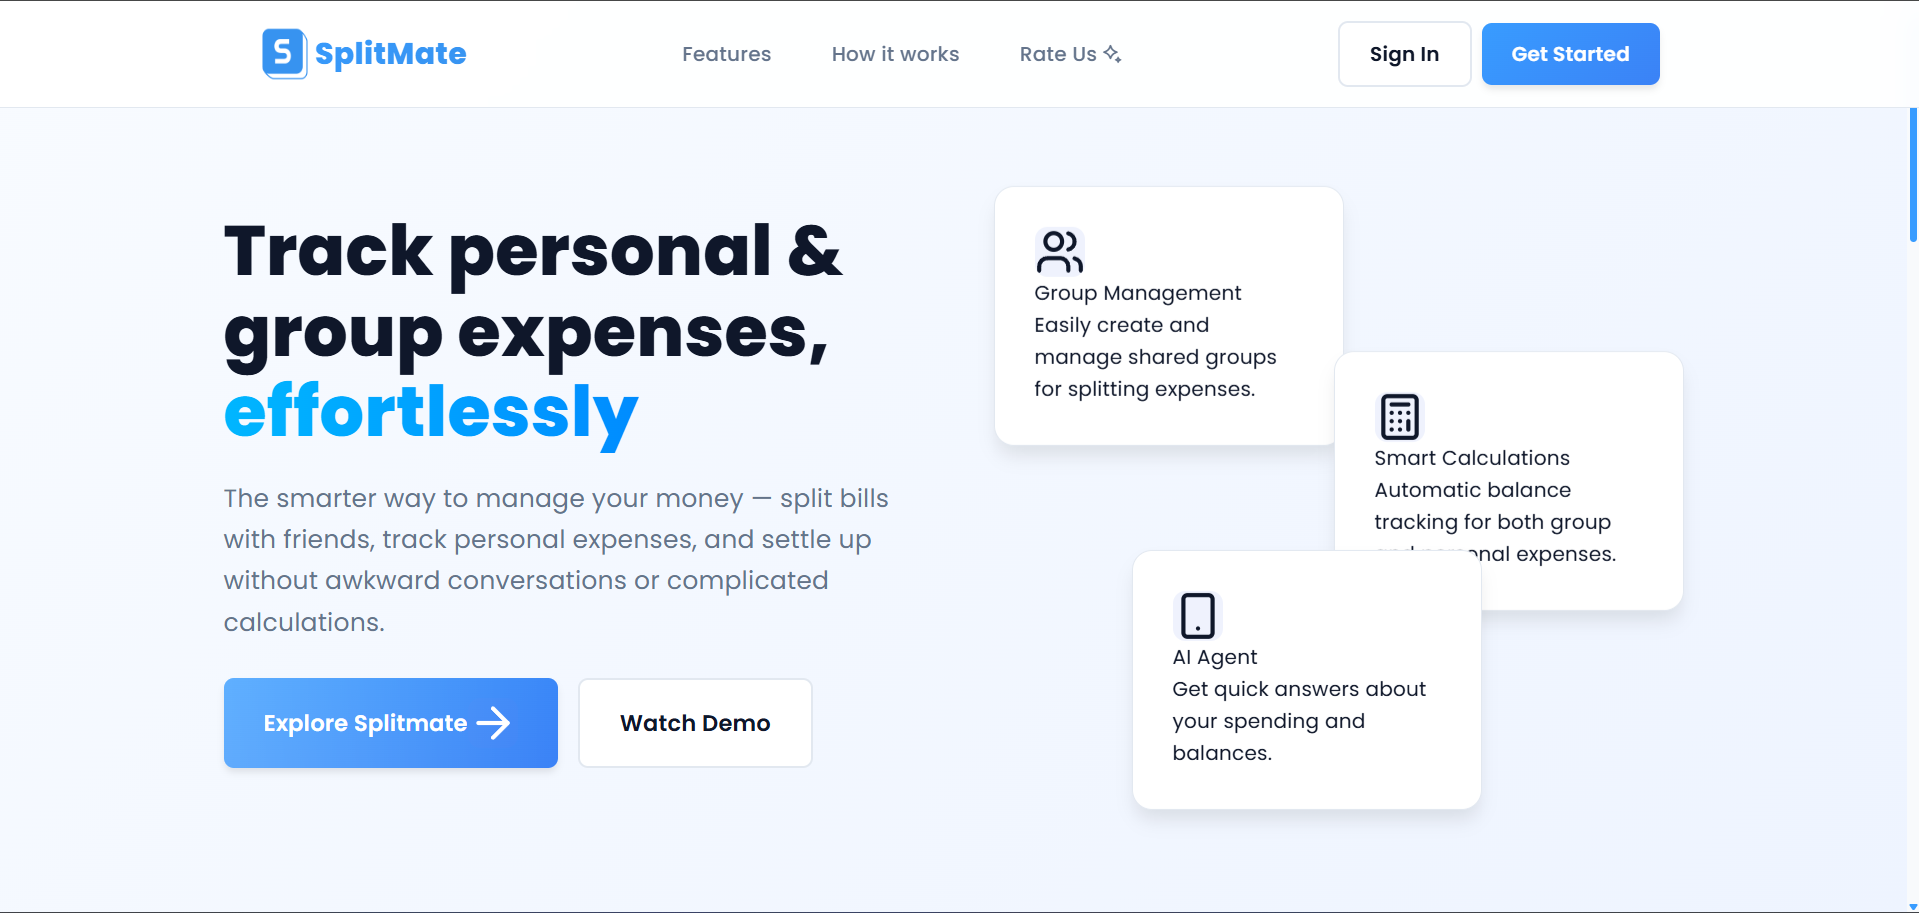 S SplitMate
Features
How it works
Rate Us
Sign In
Get Started
Track personal &
group expenses,
effortlessly
The smarter way to manage your money — split bills
with friends, track personal expenses, and settle up
without awkward conversations or complicated
calculations.
Explore Splitmate
Watch Demo
Group Management
Easily create and
manage shared groups
for splitting expenses.
Smart Calculations
Automatic balance
tracking for both group
expenses.
AI Agent
Get quick answers about
your spending and
balances.